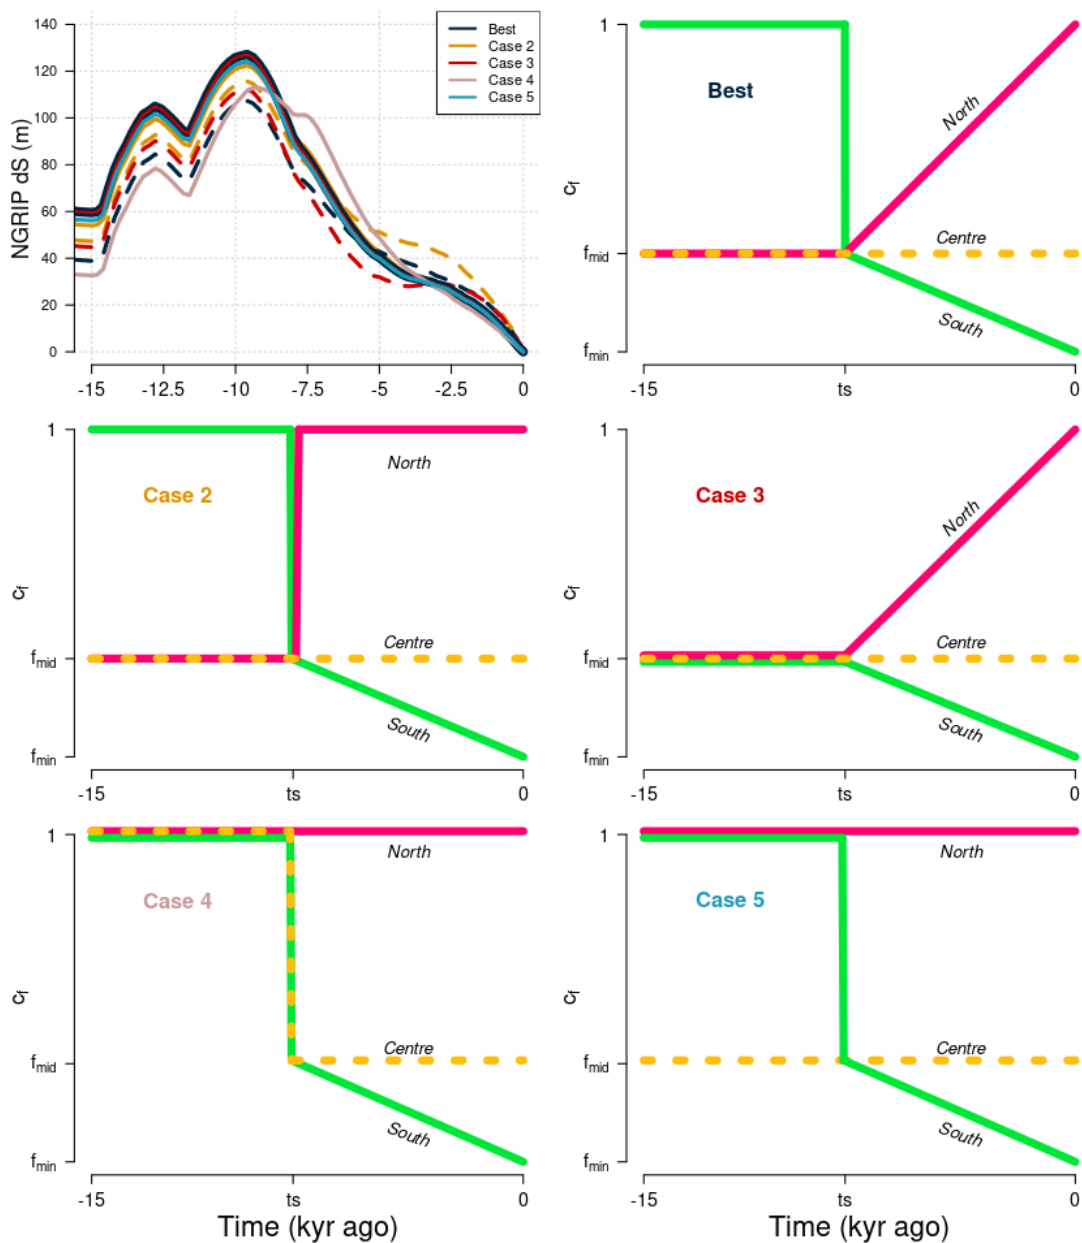 NGRIP dS (m)
140
120
100
80
60
40
20
0
-15
-12.5
-10
-7.5
-5
-2.5
0
Best
Case 2
Case 3
Case 4
Case 5
cf
1
fmid
fmin
-15
ts
0
Best
North
Centre
South
cf
1
fmid
fmin
-15
ts
0
Case 2
North
Centre
South
cf
1
fmid
fmin
-15
ts
0
Case 3
North
Centre
South
cf
1
fmid
fmin
-15
ts
0
Case 4
North
Centre
South
Time (kyr ago)
cf
1
fmid
fmin
-15
ts
0
Case 5
North
Centre
South
Time (kyr ago)